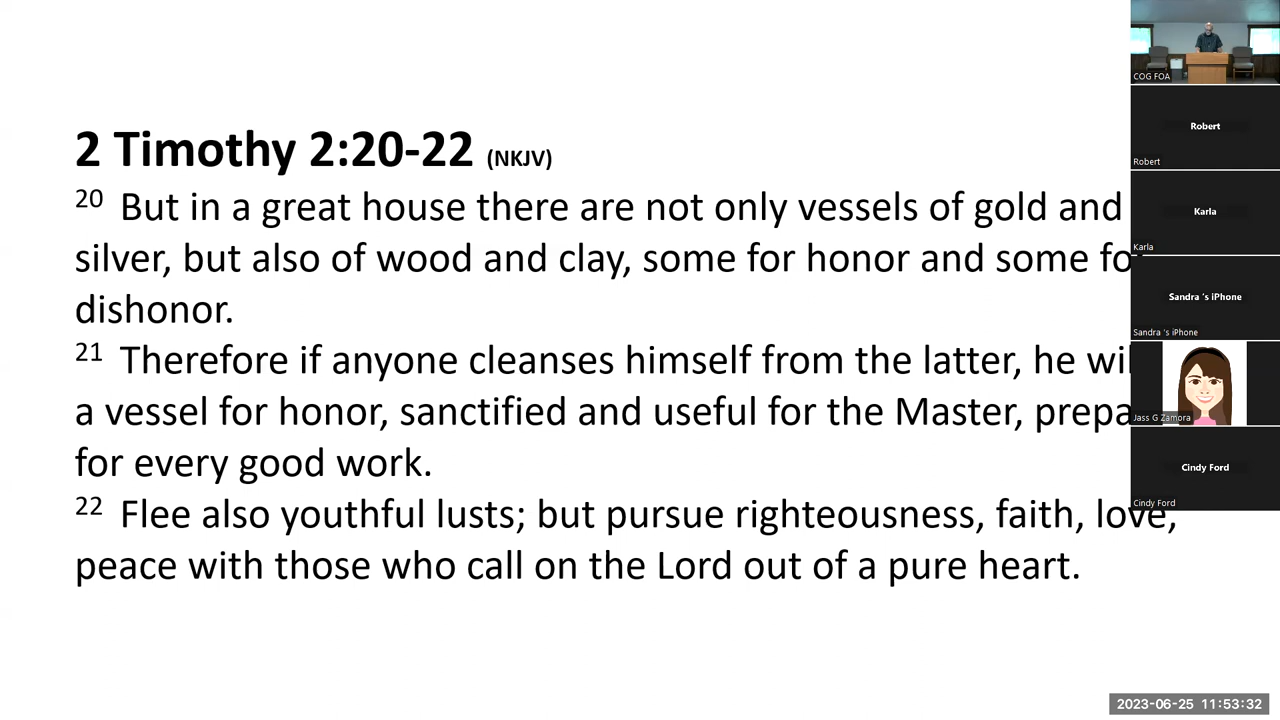 2 Timothy 2:20-22 (NKJV)
20 But in a great house there are not only vessels of gold and
silver, but also of wood and clay, some for honor and some
dishonor.
21 Therefore if anyone cleanses himself from the latter, he
a vessel for honor, sanctified and useful for the Master,
for every good work.
22 Flee also youthful lusts; but pursue righteousness, faith, love,
peace with those who call on the Lord out of a pure heart.
COG FOA
Robert
Robert
Karla
Karla
Sandra 's iPhone
Sandra 's iPhone
Jass G Zamora
Cindy Ford
Cindy Ford
2023-06-25 11:53:32